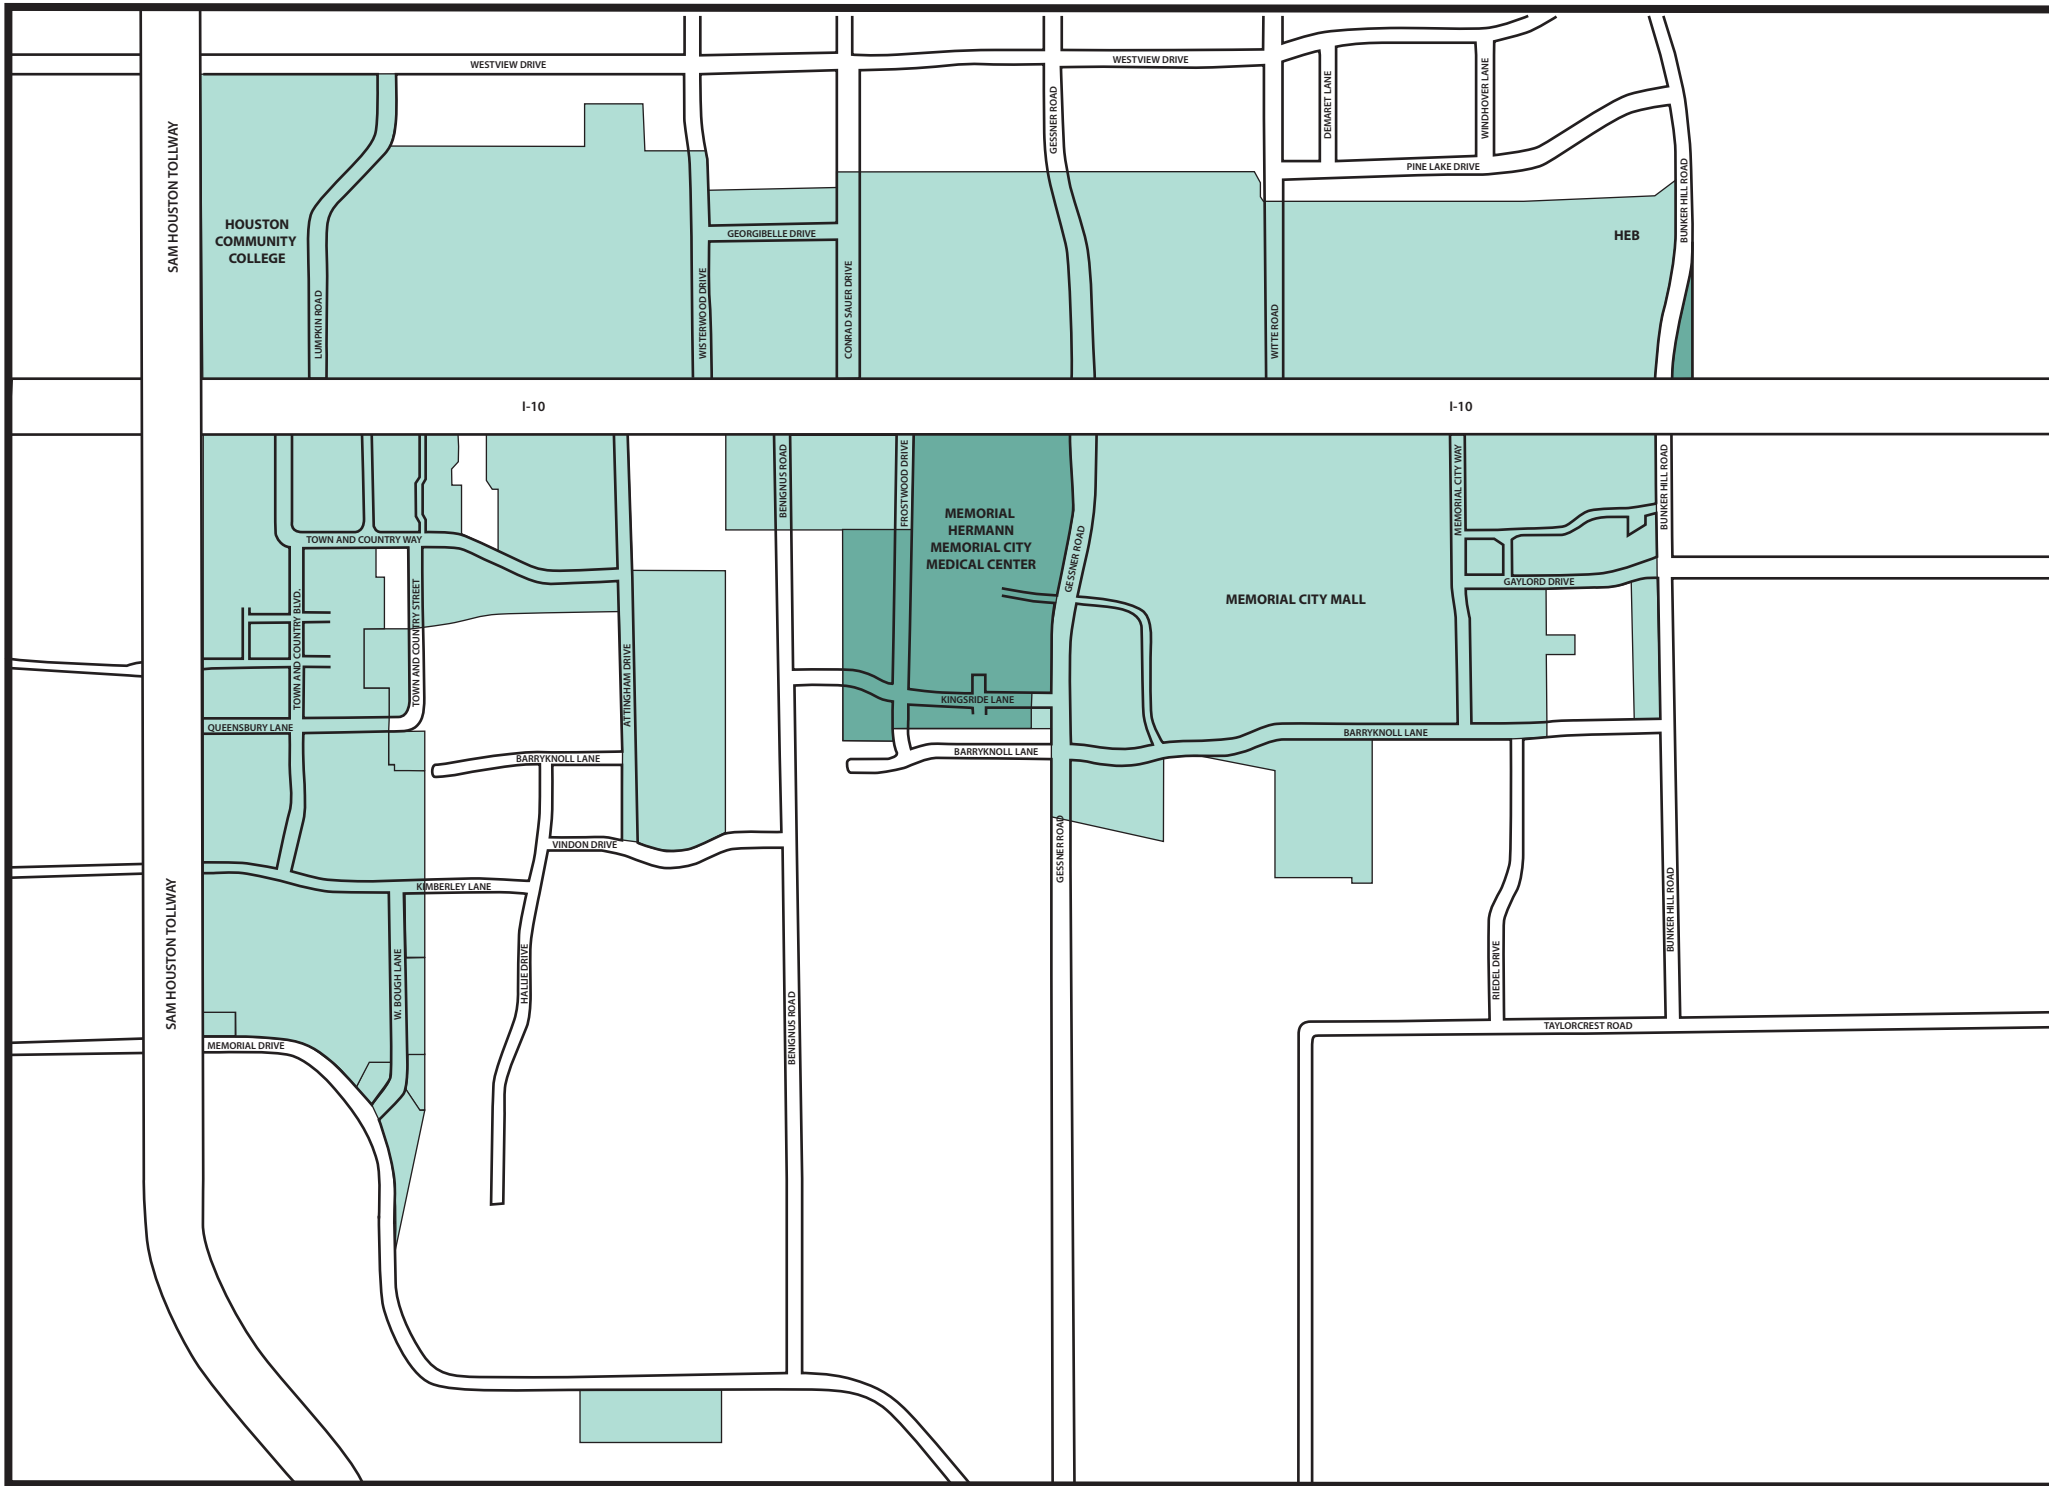 WESTVIEW DRIVE
WESTVIEW DRIVE
SAM HOUSTON TOLLWAY
GESSNER ROAD
DEMARET LANE
WINDHOVER LANE
PINE LAKE DRIVE
BUNKER HILL ROAD
HOUSTON
COMMUNITY
COLLEGE
GEORGIBELLE DRIVE
HEB
LUMPKIN ROAD
WISTERWOOD DRIVE
CONRAD SAUER DRIVE
WITTE ROAD
I-10
I-10
BENIGNUS ROAD
FROSTWOOD DRIVE
MEMORIAL
HERMANN
MEMORIAL CITY
MEDICAL CENTER
GESSNER ROAD
MEMORIAL CITY WAY
BUNKER HILL ROAD
TOWN AND COUNTRY WAY
GAYLORD DRIVE
MEMORIAL CITY MALL
TOWN AND COUNTRY BLVD.
TOWN AND COUNTRY STREET
ATTINGHAM DRIVE
KINGSRIDE LANE
QUEENSBURY LANE
BARRYKNOLL LANE
BARRYKNOLL LANE
BARRYKNOLL LANE
VINDON DRIVE
GESSNER ROAD
KIMBERLEY LANE
SAM HOUSTON TOLLWAY
W. BOUGH LANE
HALLIE DRIVE
BENIGNUS ROAD
RIEDEL DRIVE
BUNKER HILL ROAD
TAYLORCREST ROAD
MEMORIAL DRIVE